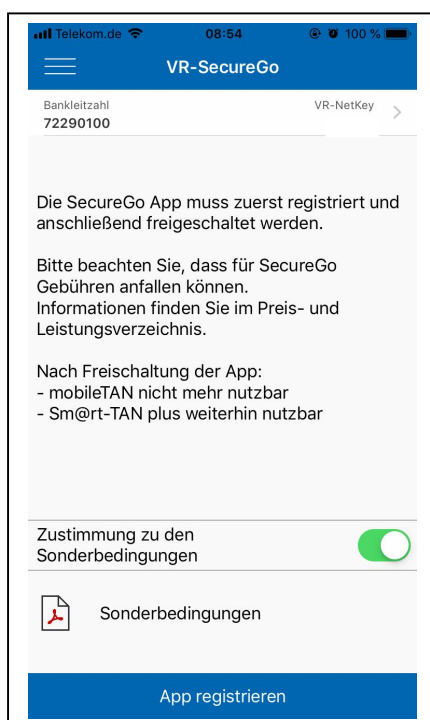 Telekom.de 08:54 100 %
VR-SecureGo
Bankleitzahl VR-NetKey
72290100
Die SecureGo App muss zuerst registriert und
anschließend freigeschaltet werden.
Bitte beachten Sie, dass für SecureGo
Gebühren anfallen können.
Informationen finden Sie im Preis- und
Leistungsverzeichnis.
Nach Freischaltung der App:
- mobileTAN nicht mehr nutzbar
- Sm@rt-TAN plus weiterhin nutzbar
Zustimmung zu den
Sonderbedingungen
Sonderbedingungen
App registrieren